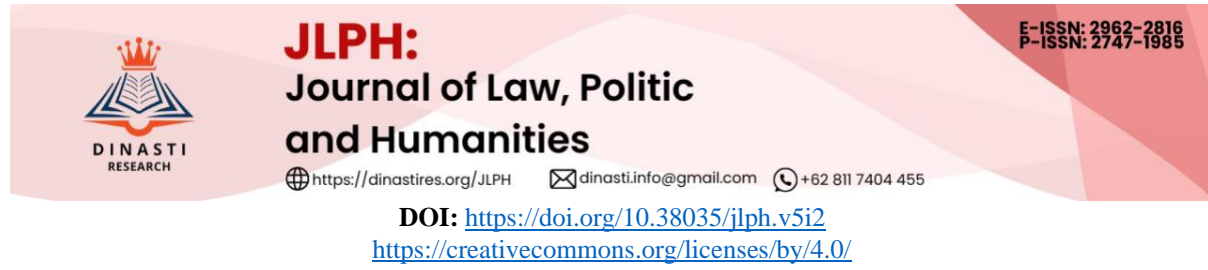 E-ISSN: 2962-2816
P-ISSN: 2747-1985
JLPH:
Journal of Law, Politic
and Humanities
DINASTI
RESEARCH
https://dinastires.org/JLPH dinasti.info@gmail.com +62 811 7404 455
DOI: https://doi.org/10.38035/jlph.v5i2
https://creativecommons.org/licenses/by/4.0/